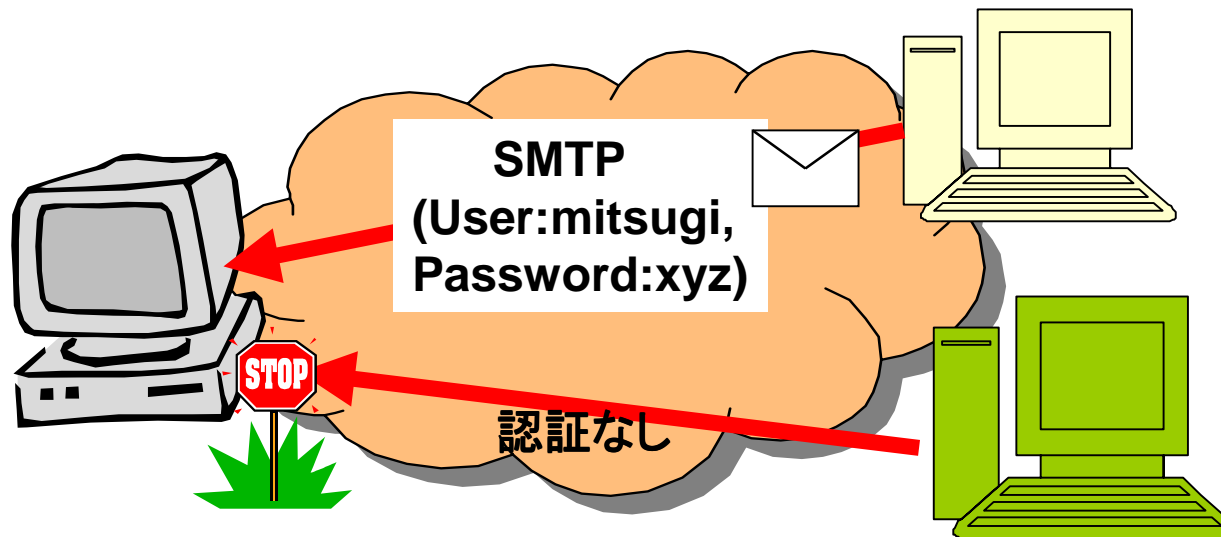 SMTP
(User:mitsugi,
Password:xyz)
STOP
認証なし